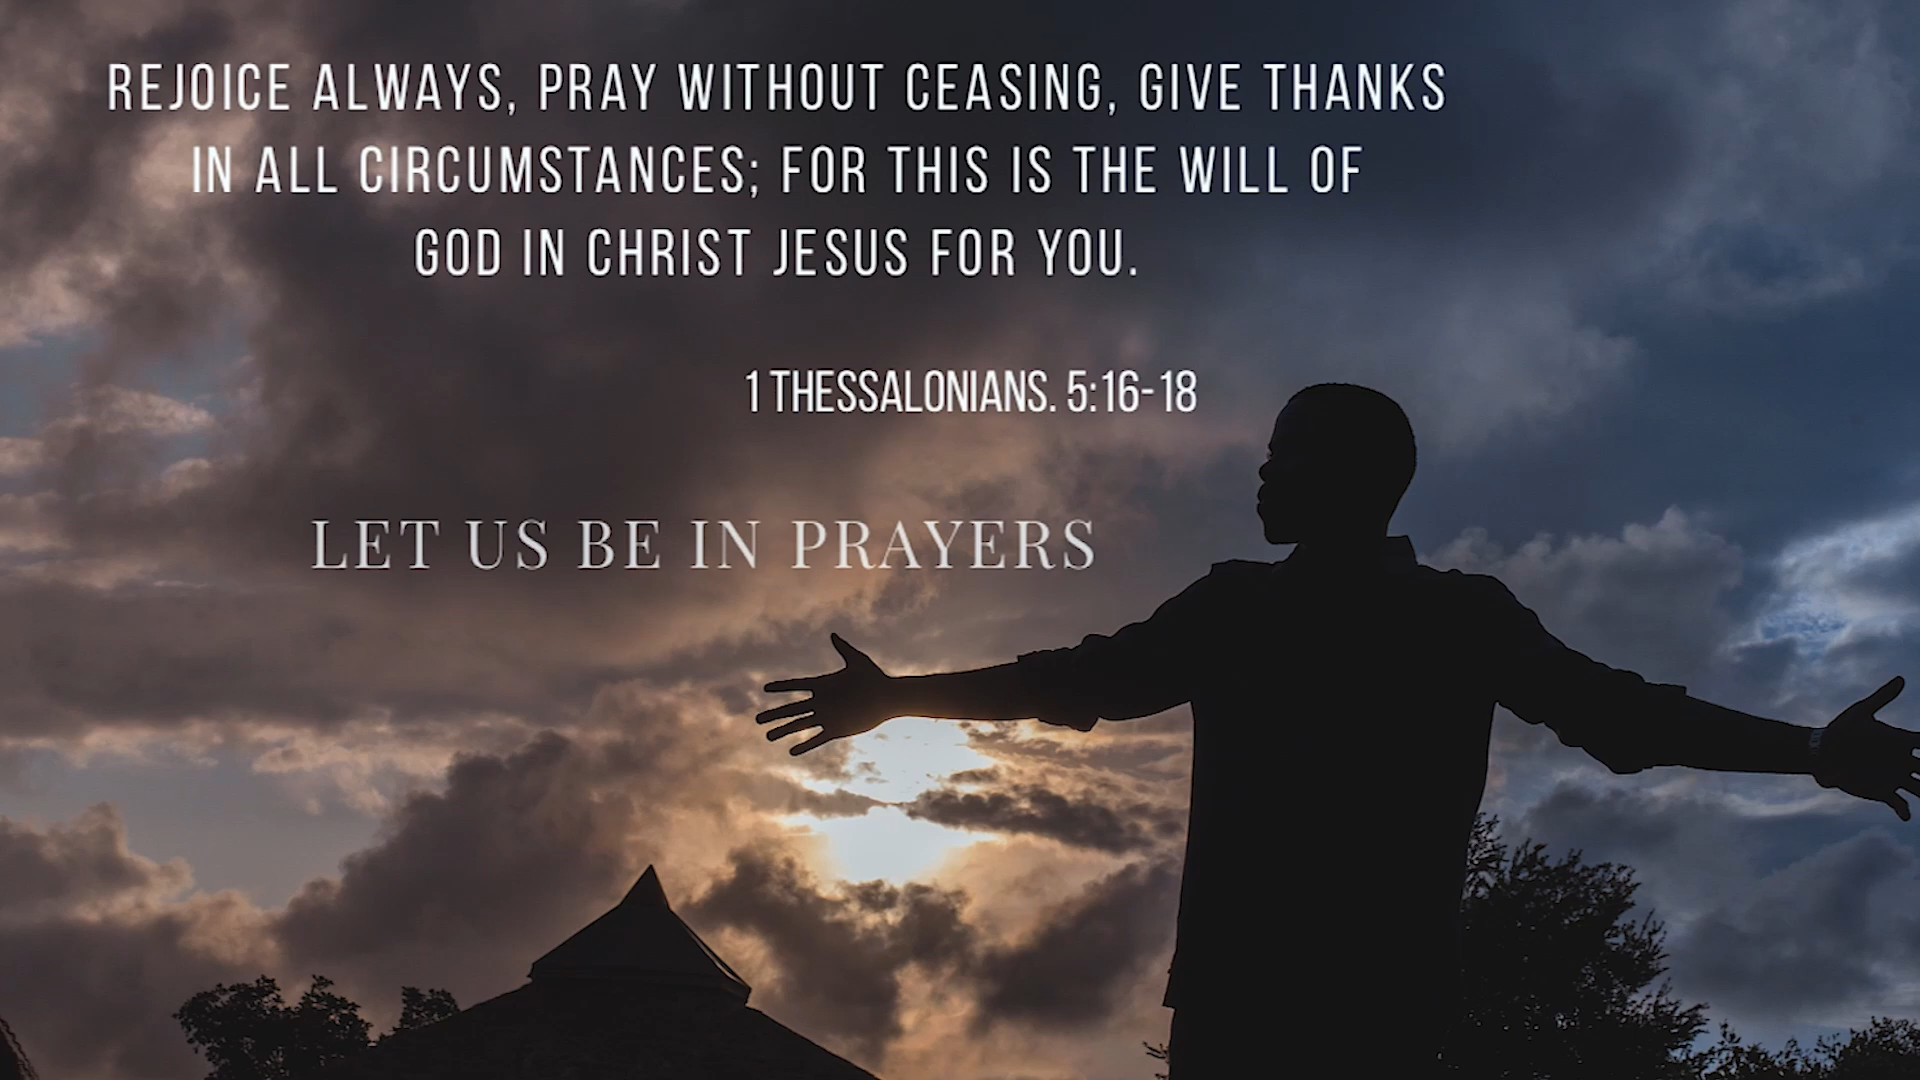 REJOICE ALWAYS, PRAY WITHOUT CEASING, GIVE THANKS
IN ALL CIRCUMSTANCES; FOR THIS IS THE WILL OF
GOD IN CHRIST JESUS FOR YOU.
1 THESSALONIANS. 5:16-18
LET US BE IN PRAYERS